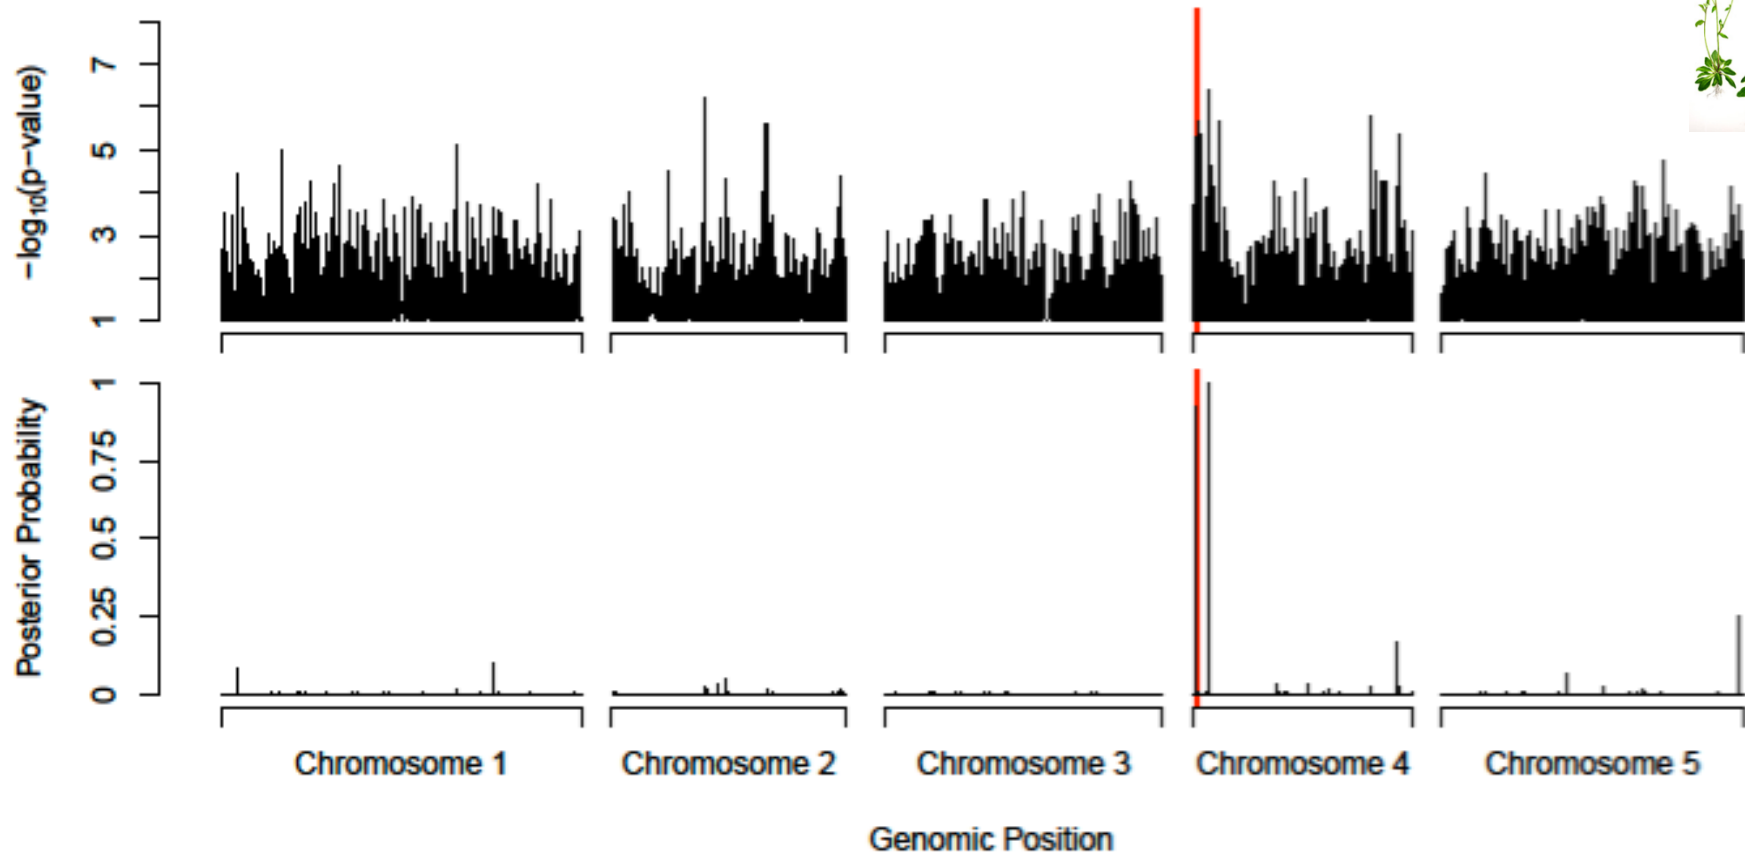 −log10(p−value)
7
5
3
1
Posterior Probability
1
0.75
0.5
0.25
0
Chromosome 1
Chromosome 2
Chromosome 3
Chromosome 4
Chromosome 5
Genomic Position